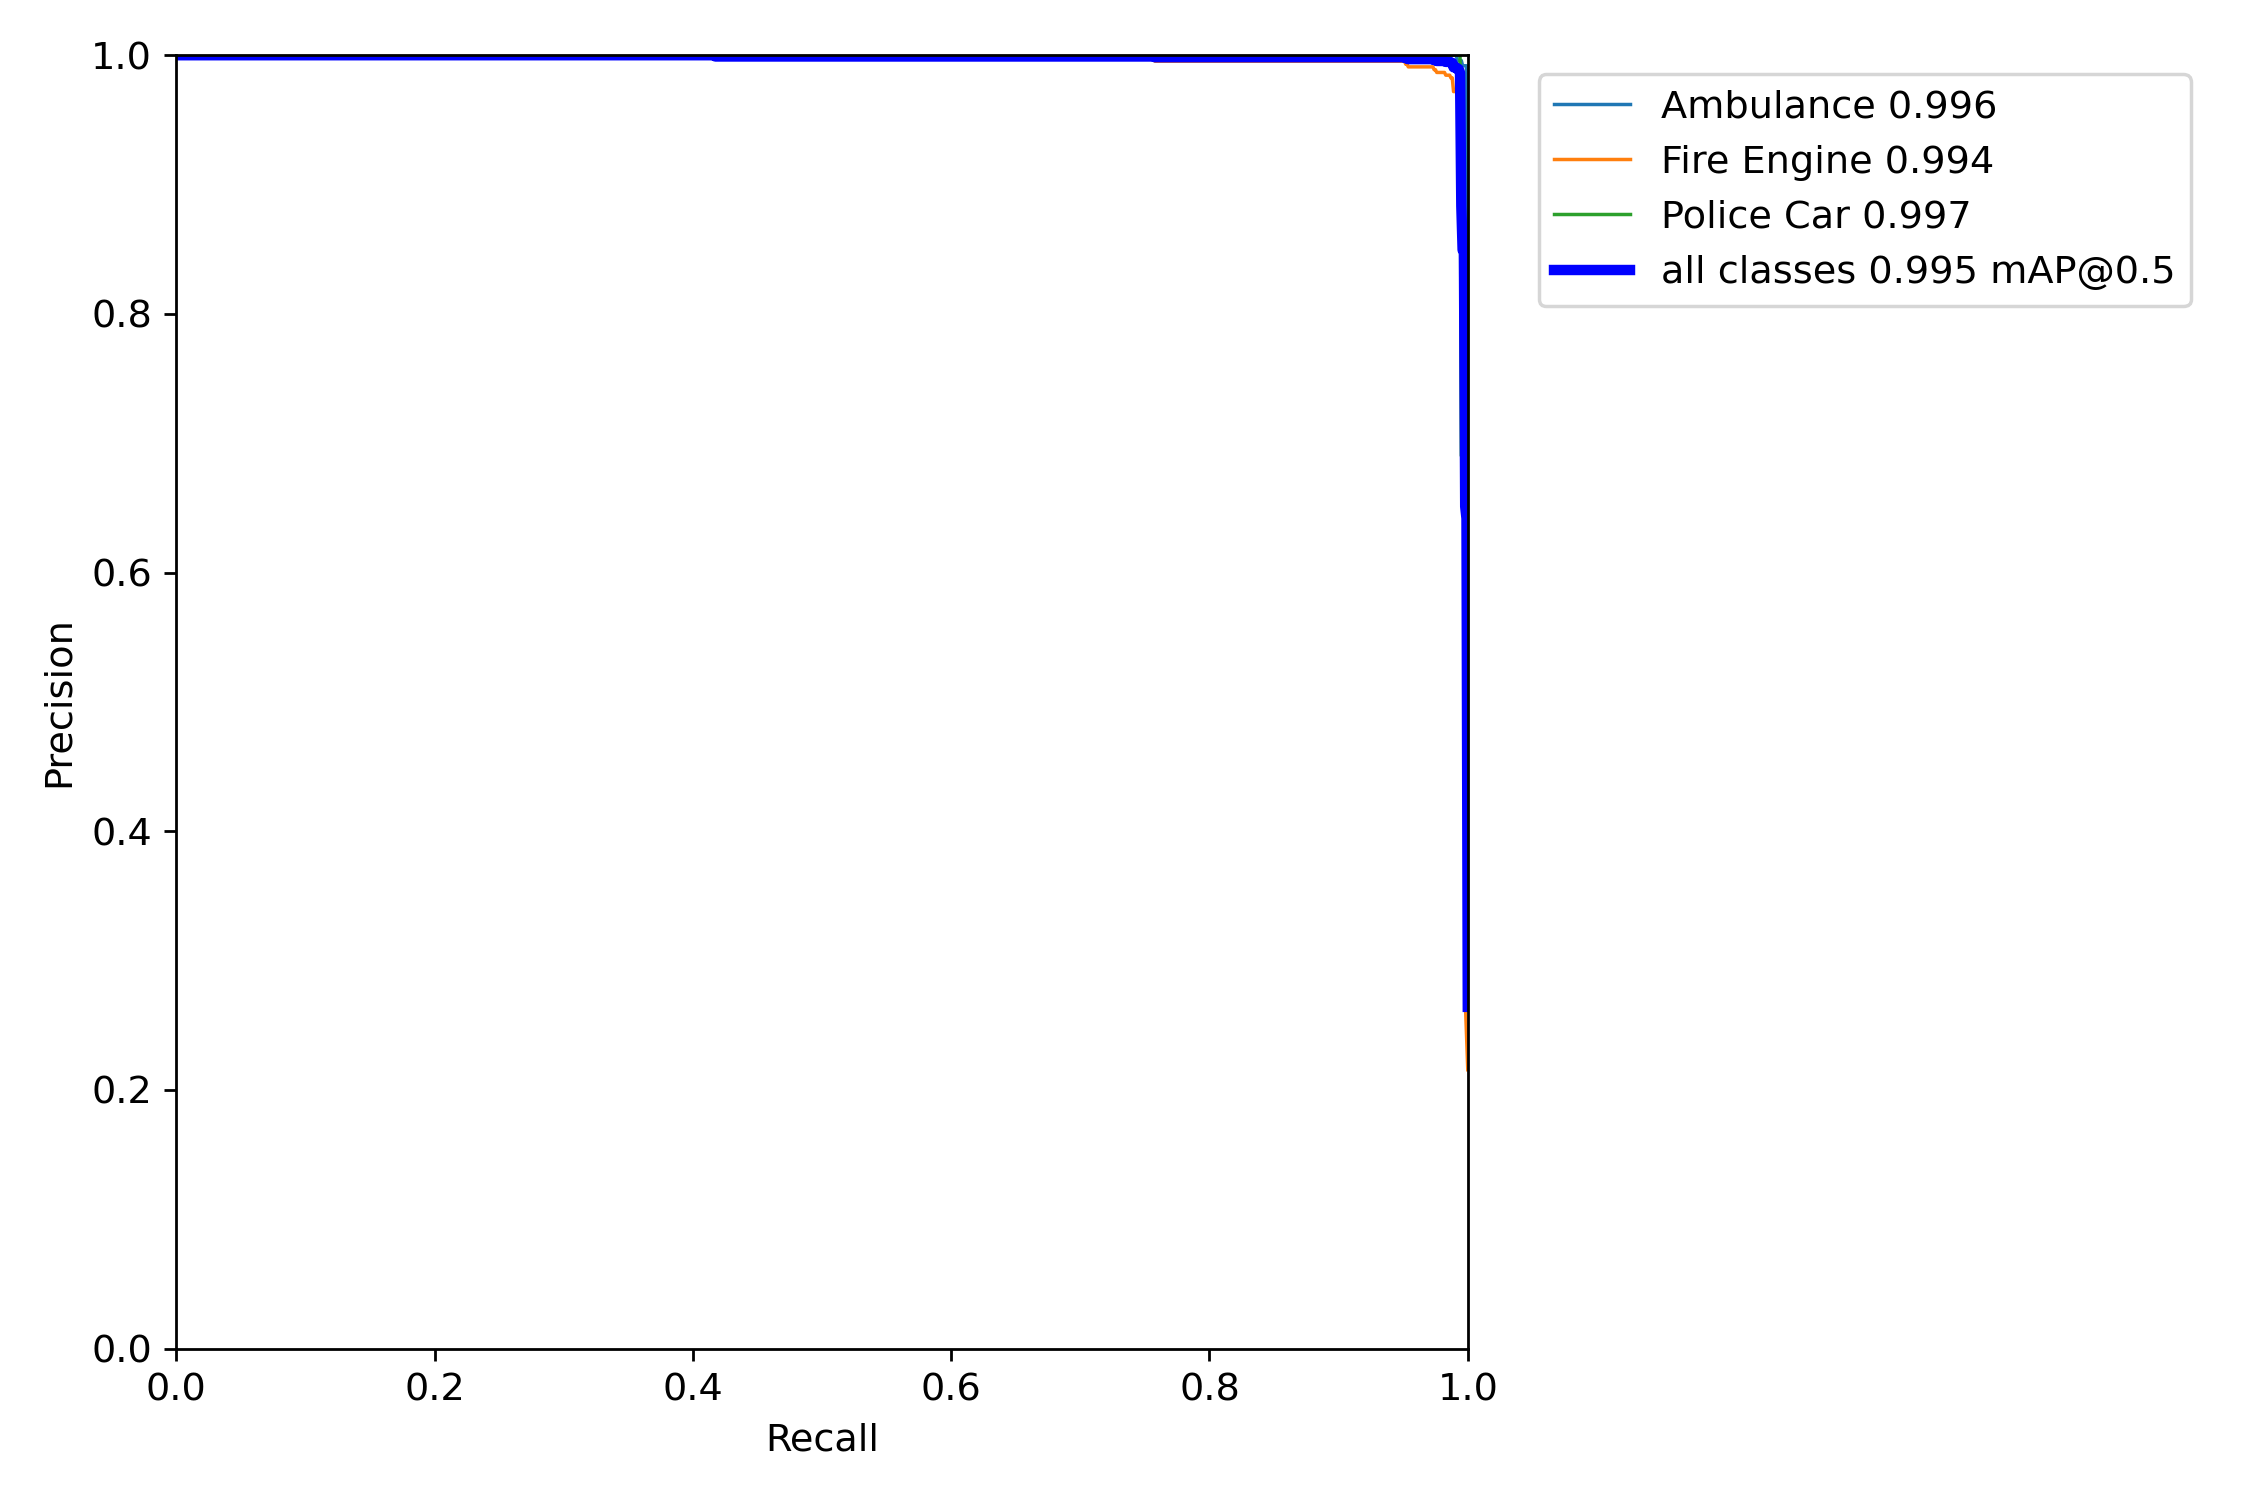 1.0
0.8
0.6
0.4
0.2
0.0
Precision
0.0 0.2 0.4 0.6 0.8 1.0
Recall
Ambulance 0.996
Fire Engine 0.994
Police Car 0.997
all classes 0.995 mAP@0.5